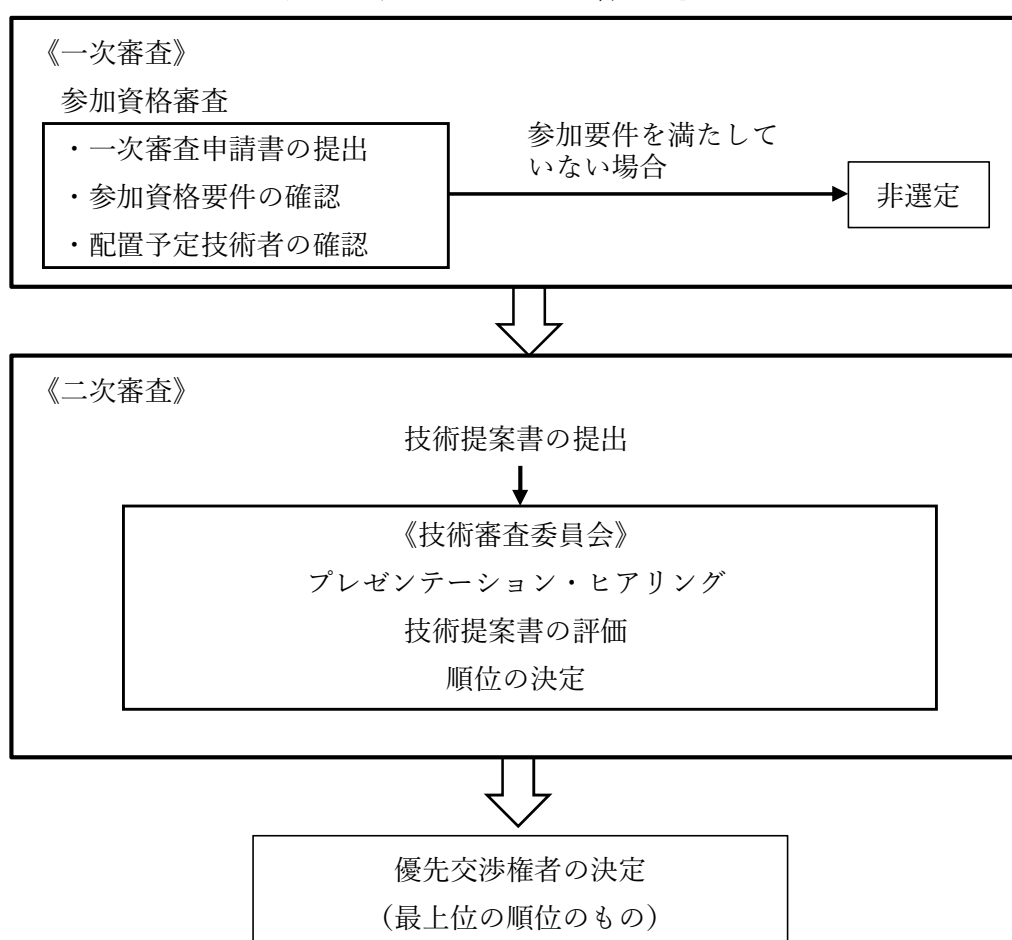 《一次審査》
参加資格審査
・一次審査申請書の提出
・参加資格要件の確認
・配置予定技術者の確認
参加要件を満たして
いない場合
非選定
《二次審査》
技術提案書の提出
《技術審査委員会》
プレゼンテーション・ヒアリング
技術提案書の評価
順位の決定
優先交渉権者の決定
（最上位の順位のもの）